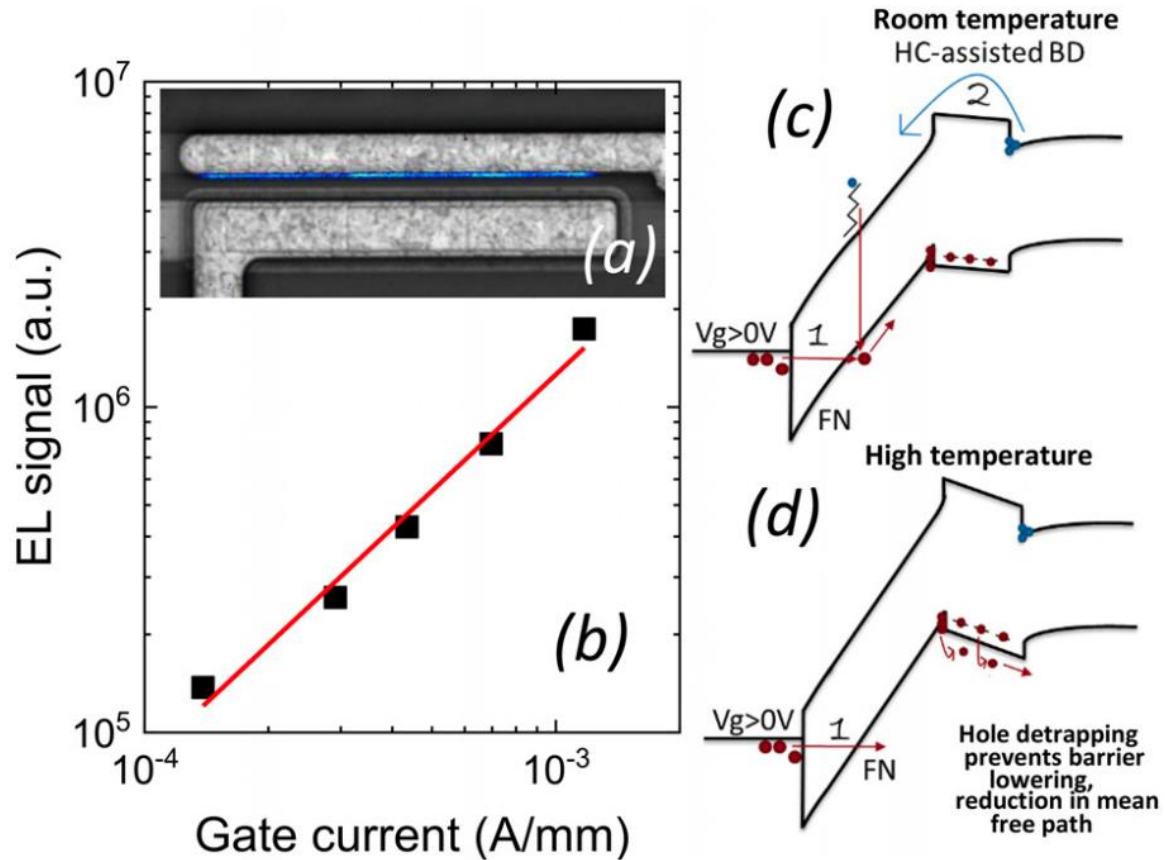 10^7
10^6
10^5
10^-4
10^-3
EL signal (a.u.)
Gate current (A/mm)
(a)
(b)
Room temperature
HC-assisted BD
(c)
2
Vg>0V
1
FN
High temperature
(d)
Vg>0V
1
FN
Hole detrapping
prevents barrier
lowering,
reduction in mean
free path